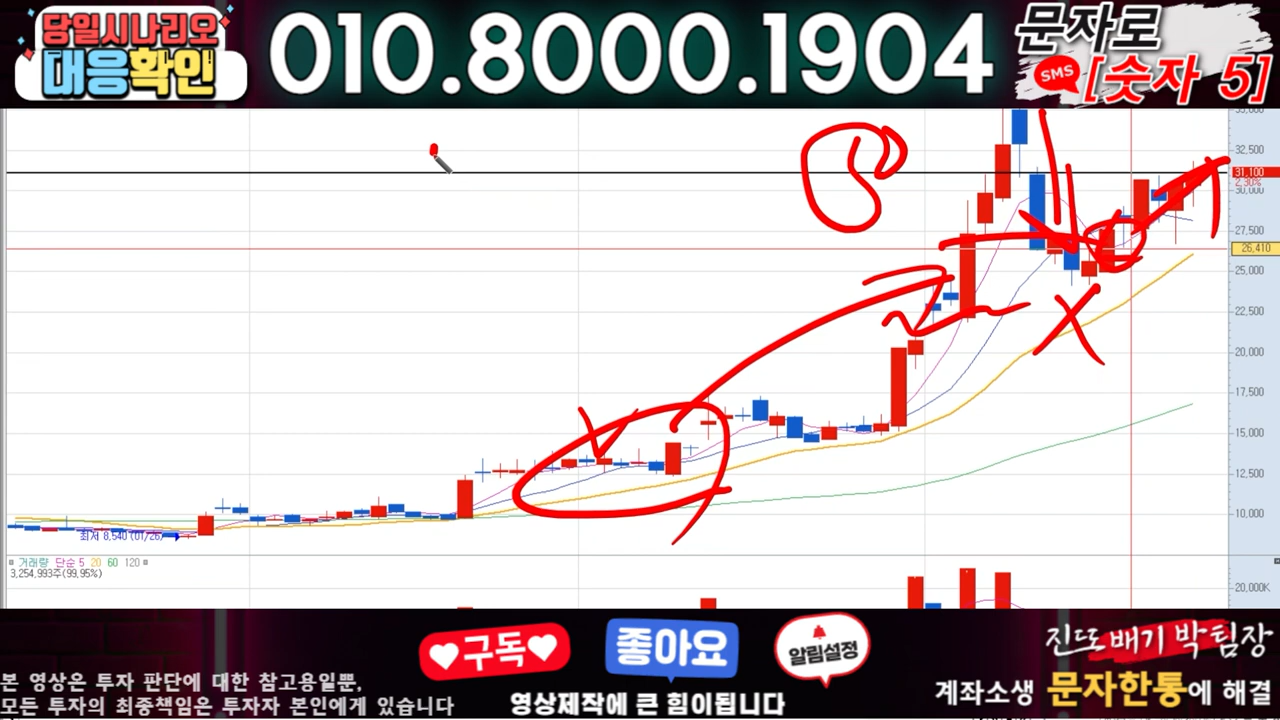 당일시나리오
대응확인
010.8000.1904
문자로
SMS
[숫자 5]
35,000
32,500
31,100
2.30%
30,000
27,500
26,410
25,000
22,500
20,000
17,500
15,000
12,500
10,000
최저 8,540 (01/26)
거래량 단순 5 20 60 120
3,254,993주(99.95%)
20,000K
구독
좋아요
알림설정
진또배기 박팀장
본 영상은 투자 판단에 대한 참고용일뿐,
모든 투자의 최종책임은 투자자 본인에게 있습니다
영상제작에 큰 힘이됩니다
계좌소생 문자한통에 해결